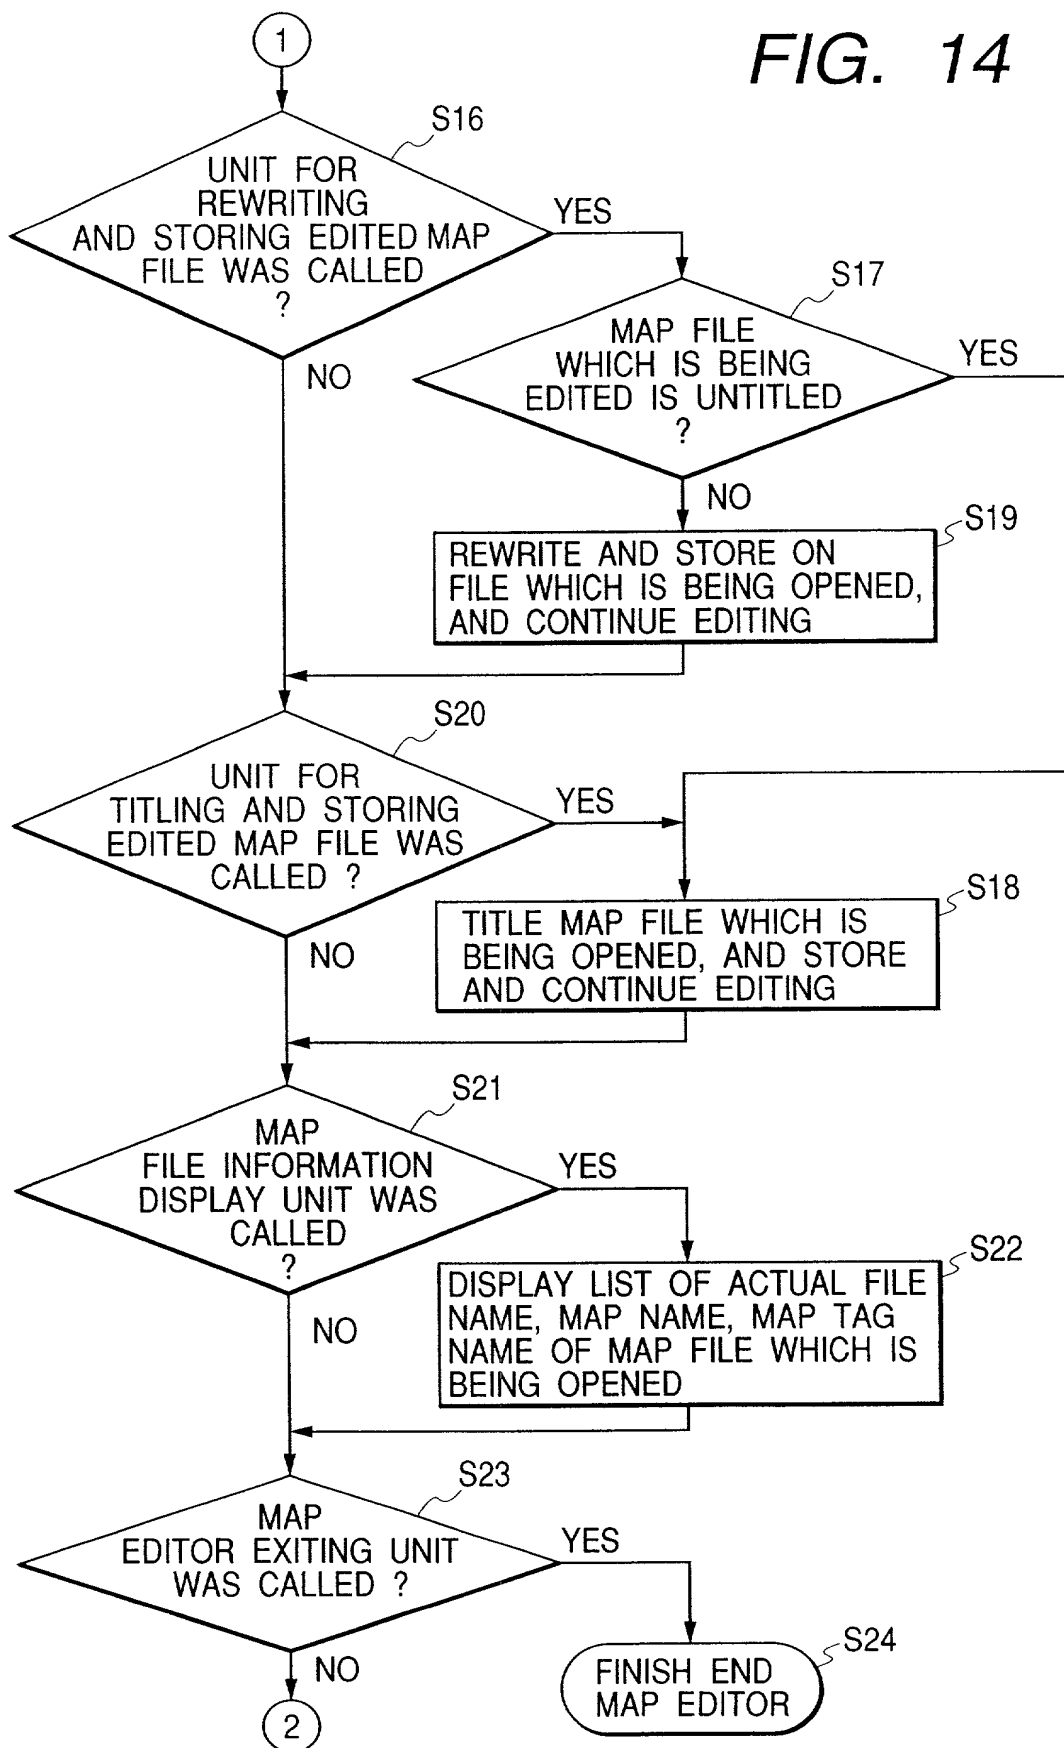 FIG. 14
1
S16
UNIT FOR
REWRITING
AND STORING EDITED MAP
FILE WAS CALLED
?
YES
NO
S17
MAP FILE
WHICH IS BEING
EDITED IS UNTITLED
?
YES
NO
S19
REWRITE AND STORE ON
FILE WHICH IS BEING OPENED,
AND CONTINUE EDITING
S20
UNIT FOR
TITLING AND STORING
EDITED MAP FILE WAS
CALLED ?
YES
NO
S18
TITLE MAP FILE WHICH IS
BEING OPENED, AND STORE
AND CONTINUE EDITING
S21
MAP
FILE INFORMATION
DISPLAY UNIT WAS
CALLED
?
YES
NO
S22
DISPLAY LIST OF ACTUAL FILE
NAME, MAP NAME, MAP TAG
NAME OF MAP FILE WHICH IS
BEING OPENED
S23
MAP
EDITOR EXITING UNIT
WAS CALLED ?
YES
NO
S24
FINISH END
MAP EDITOR
2